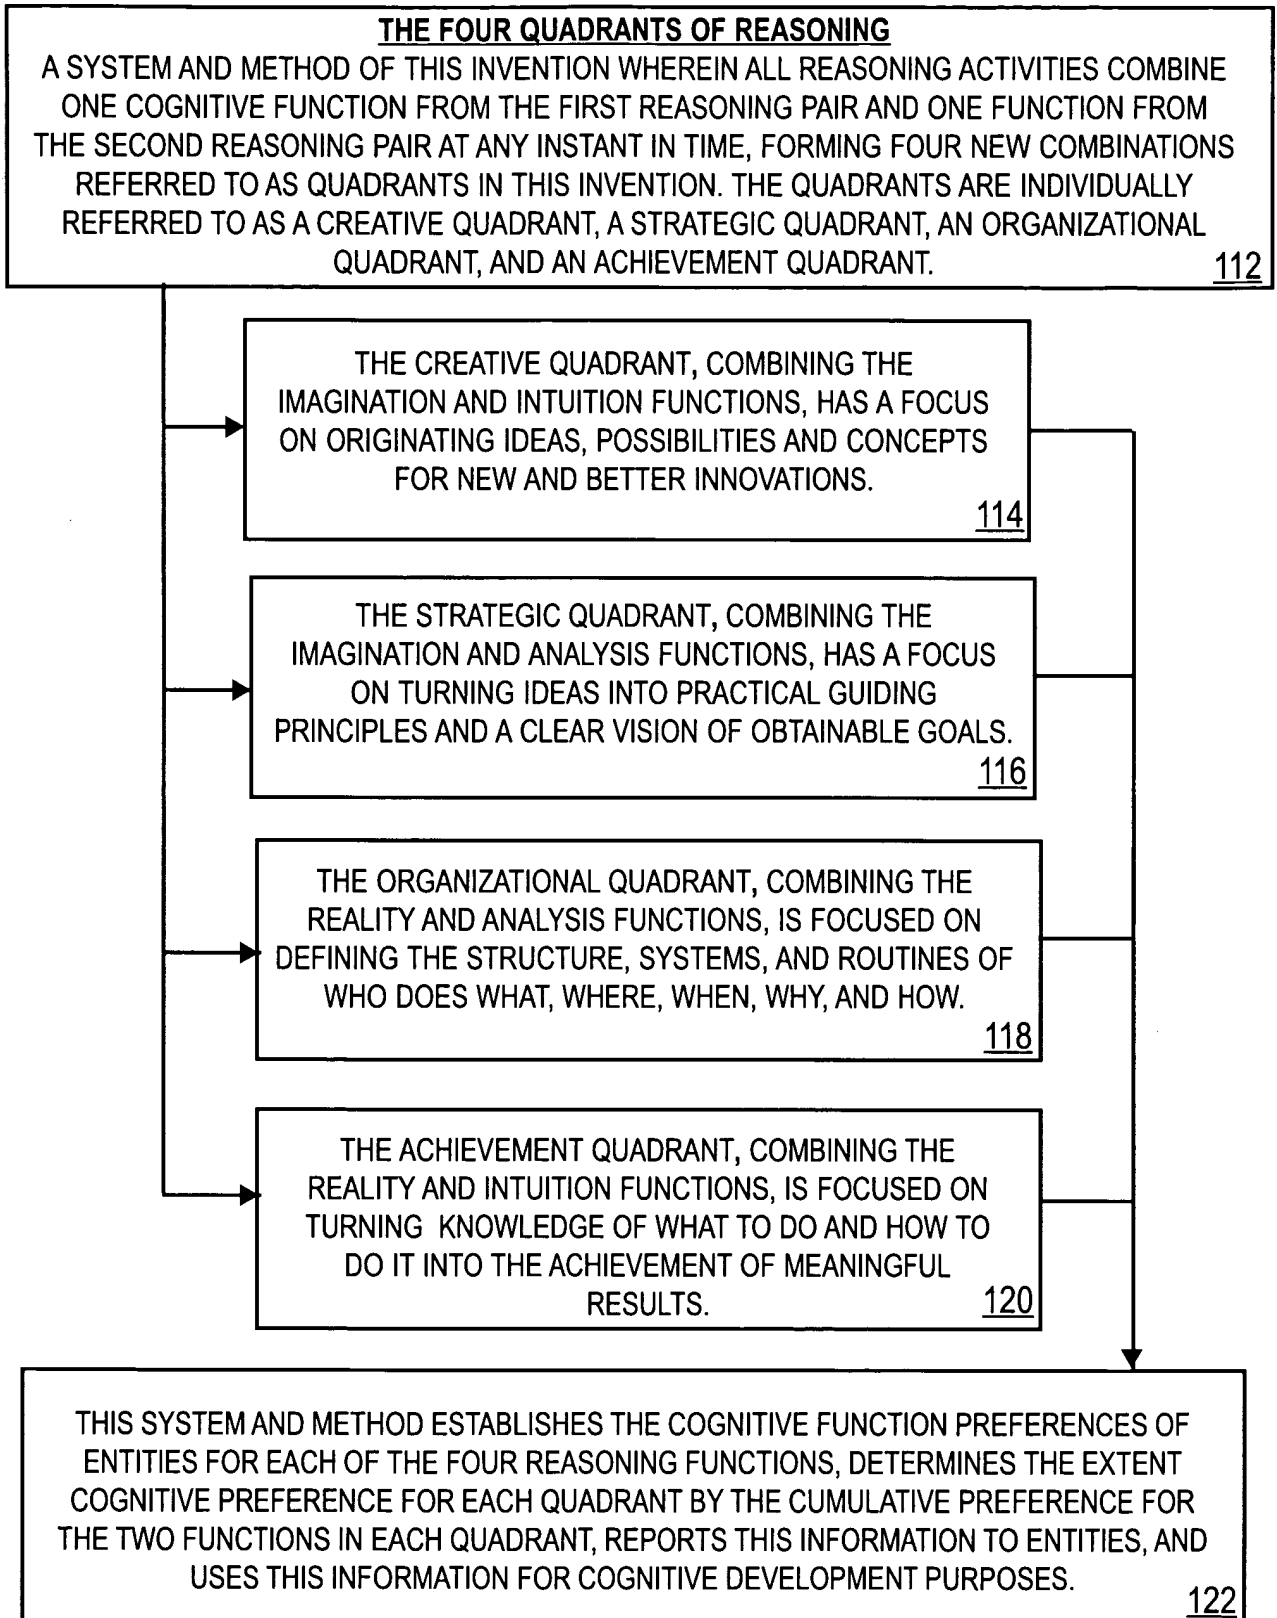 THE FOUR QUADRANTS OF REASONING
A SYSTEM AND METHOD OF THIS INVENTION WHEREIN ALL REASONING ACTIVITIES COMBINE
ONE COGNITIVE FUNCTION FROM THE FIRST REASONING PAIR AND ONE FUNCTION FROM
THE SECOND REASONING PAIR AT ANY INSTANT IN TIME, FORMING FOUR NEW COMBINATIONS
REFERRED TO AS QUADRANTS IN THIS INVENTION. THE QUADRANTS ARE INDIVIDUALLY
REFERRED TO AS A CREATIVE QUADRANT, A STRATEGIC QUADRANT, AN ORGANIZATIONAL
QUADRANT, AND AN ACHIEVEMENT QUADRANT.
112
THE CREATIVE QUADRANT, COMBINING THE
IMAGINATION AND INTUITION FUNCTIONS, HAS A FOCUS
ON ORIGINATING IDEAS, POSSIBILITIES AND CONCEPTS
FOR NEW AND BETTER INNOVATIONS.
114
THE STRATEGIC QUADRANT, COMBINING THE
IMAGINATION AND ANALYSIS FUNCTIONS, HAS A FOCUS
ON TURNING IDEAS INTO PRACTICAL GUIDING
PRINCIPLES AND A CLEAR VISION OF OBTAINABLE GOALS.
116
THE ORGANIZATIONAL QUADRANT, COMBINING THE
REALITY AND ANALYSIS FUNCTIONS, IS FOCUSED ON
DEFINING THE STRUCTURE, SYSTEMS, AND ROUTINES OF
WHO DOES WHAT, WHERE, WHEN, WHY, AND HOW.
118
THE ACHIEVEMENT QUADRANT, COMBINING THE
REALITY AND INTUITION FUNCTIONS, IS FOCUSED ON
TURNING KNOWLEDGE OF WHAT TO DO AND HOW TO
DO IT INTO THE ACHIEVEMENT OF MEANINGFUL
RESULTS.
120
THIS SYSTEM AND METHOD ESTABLISHES THE COGNITIVE FUNCTION PREFERENCES OF
ENTITIES FOR EACH OF THE FOUR REASONING FUNCTIONS, DETERMINES THE EXTENT
COGNITIVE PREFERENCE FOR EACH QUADRANT BY THE CUMULATIVE PREFERENCE FOR
THE TWO FUNCTIONS IN EACH QUADRANT, REPORTS THIS INFORMATION TO ENTITIES, AND
USES THIS INFORMATION FOR COGNITIVE DEVELOPMENT PURPOSES.
122